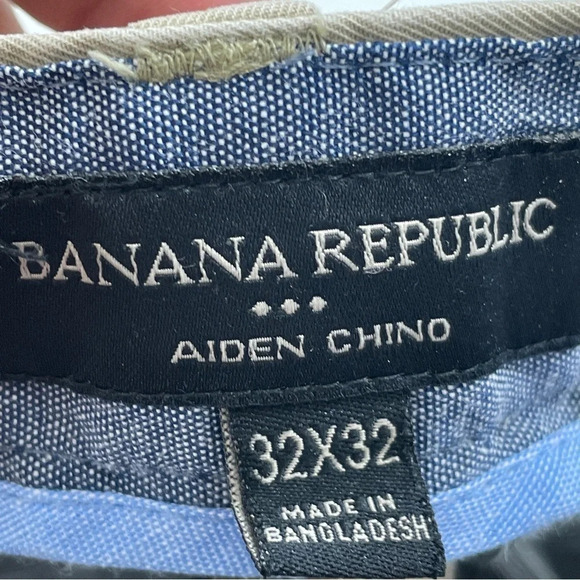 BANANA REPUBLIC
AIDEN CHINO
32X32
MADE IN
BANGLADESH